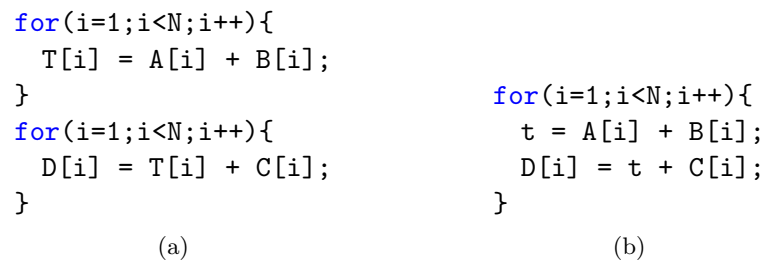 for(i=1;i<N;i++){
  T[i] = A[i] + B[i];
}
for(i=1;i<N;i++){
  D[i] = T[i] + C[i];
}
(a)
for(i=1;i<N;i++){
  t = A[i] + B[i];
  D[i] = t + C[i];
}
(b)